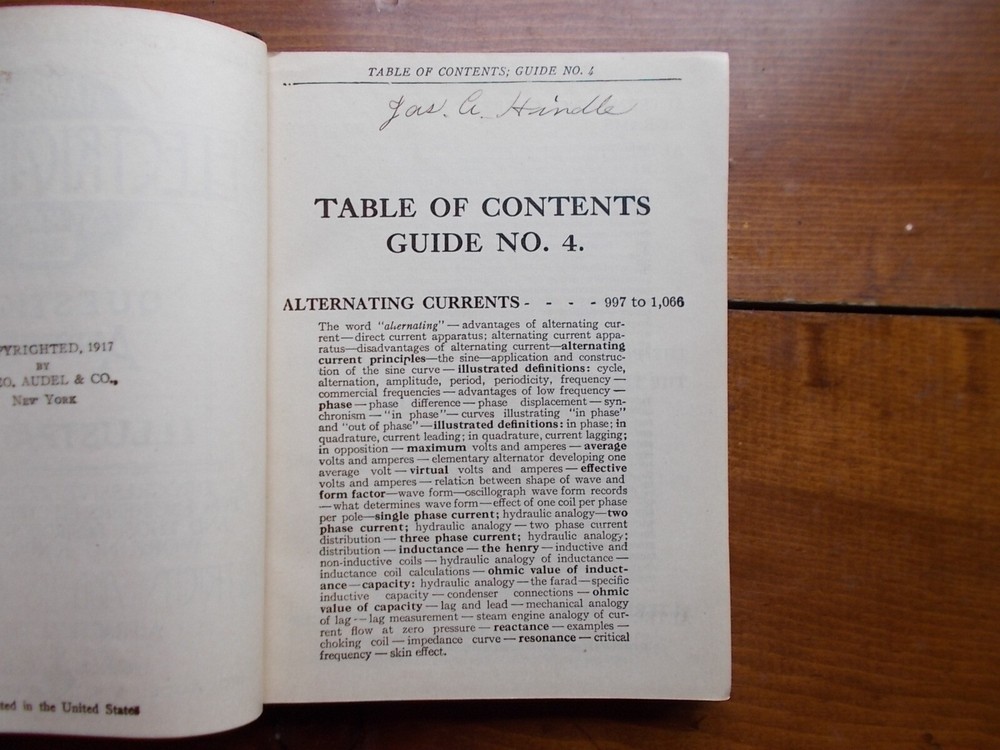 COPYRIGHTED, 1917
BY
THEO. AUDEL & CO.,
New York
Printed in the United States
TABLE OF CONTENTS; GUIDE NO. 4
Jas. A. Hindle
TABLE OF CONTENTS
GUIDE NO. 4.
ALTERNATING CURRENTS - - - - 997 to 1,066
The word "alternating" — advantages of alternating cur-
rent—direct current apparatus; alternating current appa-
ratus—disadvantages of alternating current—alternating
current principles—the sine—application and construc-
tion of the sine curve — illustrated definitions: cycle,
alternation, amplitude, period, periodicity, frequency —
commercial frequencies — advantages of low frequency —
phase — phase difference — phase displacement — syn-
chronism — "in phase" — curves illustrating "in phase"
and "out of phase" — illustrated definitions: in phase; in
quadrature, current leading; in quadrature, current lagging;
in opposition — maximum volts and amperes — average
volts and amperes — elementary alternator developing one
average volt — virtual volts and amperes — effective
volts and amperes — relation between shape of wave and
form factor—wave form—oscillograph wave form records
— what determines wave form — effect of one coil per phase
per pole—single phase current; hydraulic analogy—two
phase current; hydraulic analogy — two phase current
distribution — three phase current; hydraulic analogy;
distribution — inductance — the henry — inductive and
non-inductive coils — hydraulic analogy of inductance —
inductance coil calculations — ohmic value of induct-
ance — capacity: hydraulic analogy — the farad — specific
inductive capacity — condenser connections — ohmic
value of capacity — lag and lead — mechanical analogy
of lag — lag measurement — steam engine analogy of cur-
rent flow at zero pressure — reactance — examples —
choking coil — impedance curve — resonance — critical
frequency — skin effect.